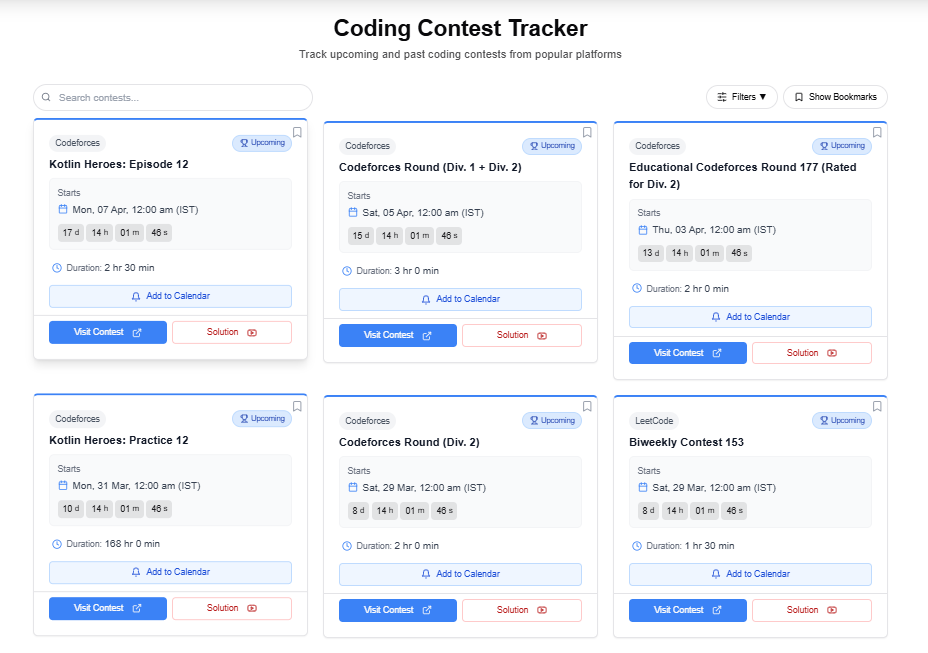 Coding Contest Tracker
Track upcoming and past coding contests from popular platforms
Search contests...
Filters ▼
Show Bookmarks
Codeforces
Upcoming
Kotlin Heroes: Episode 12
Starts
Mon, 07 Apr, 12:00 am (IST)
17 d 14 h 01 m 46 s
Duration: 2 hr 30 min
Add to Calendar
Visit Contest
Solution
Codeforces
Upcoming
Codeforces Round (Div. 1 + Div. 2)
Starts
Sat, 05 Apr, 12:00 am (IST)
15 d 14 h 01 m 46 s
Duration: 3 hr 0 min
Add to Calendar
Visit Contest
Solution
Codeforces
Upcoming
Educational Codeforces Round 177 (Rated
for Div. 2)
Starts
Thu, 03 Apr, 12:00 am (IST)
13 d 14 h 01 m 46 s
Duration: 2 hr 0 min
Add to Calendar
Visit Contest
Solution
Codeforces
Upcoming
Kotlin Heroes: Practice 12
Starts
Mon, 31 Mar, 12:00 am (IST)
10 d 14 h 01 m 46 s
Duration: 168 hr 0 min
Add to Calendar
Visit Contest
Solution
Codeforces
Upcoming
Codeforces Round (Div. 2)
Starts
Sat, 29 Mar, 12:00 am (IST)
8 d 14 h 01 m 46 s
Duration: 2 hr 0 min
Add to Calendar
Visit Contest
Solution
LeetCode
Upcoming
Biweekly Contest 153
Starts
Sat, 29 Mar, 12:00 am (IST)
8 d 14 h 01 m 46 s
Duration: 1 hr 30 min
Add to Calendar
Visit Contest
Solution